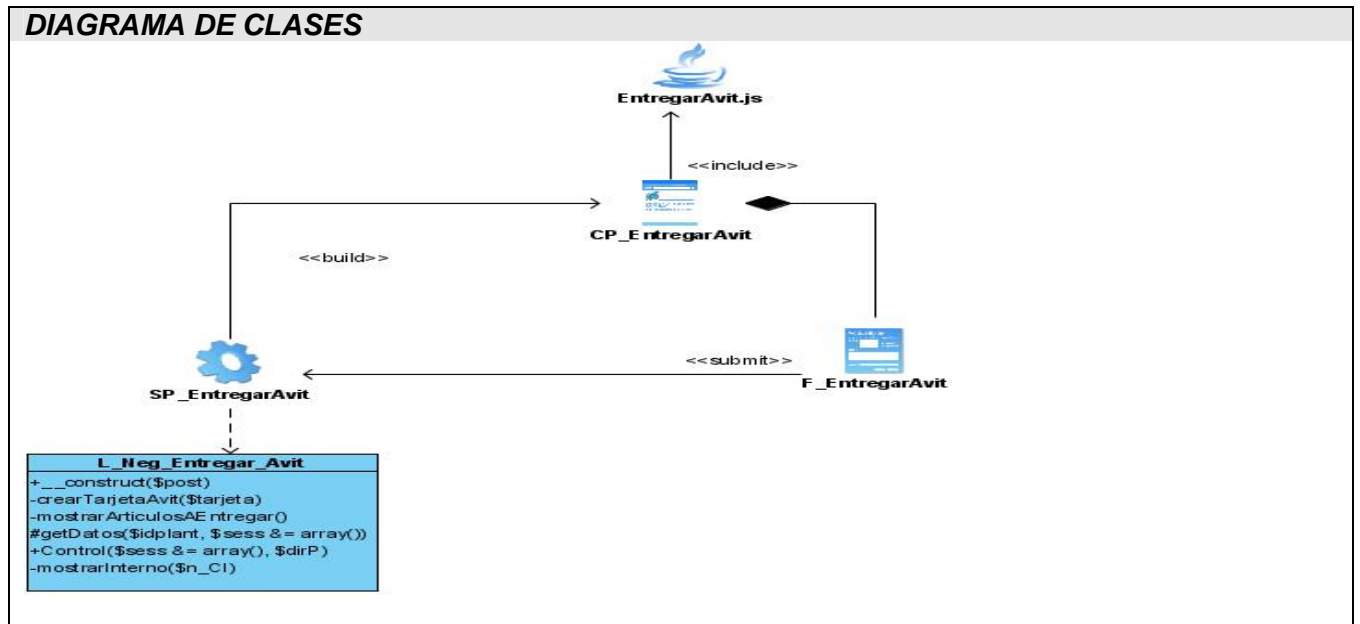 DIAGRAMA DE CLASES
EntregarAvit.js
<<include>>
CP_EntregarAvit
<<build>>
<<submit>>
F_EntregarAvit
SP_EntregarAvit
L_Neg_Entregar_Avit
+__construct($post)
-crearTarjetaAvit($tarjeta)
-mostrarArticulosAEntregar()
#getDatos($idplant, $sess &= array())
+Control($sess &= array(), $dirP)
-mostrarInterno($n_CI)